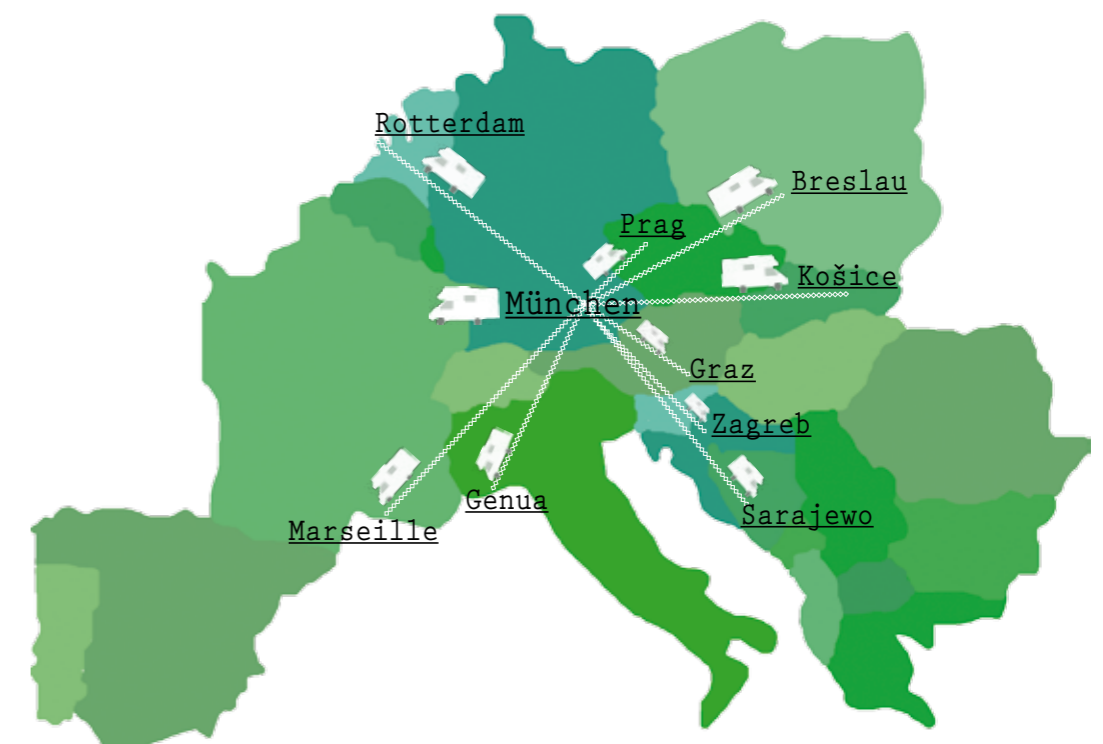 Rotterdam
Breslau
Prag
Košice
München
Graz
Zagreb
Genua
Sarajewo
Marseille